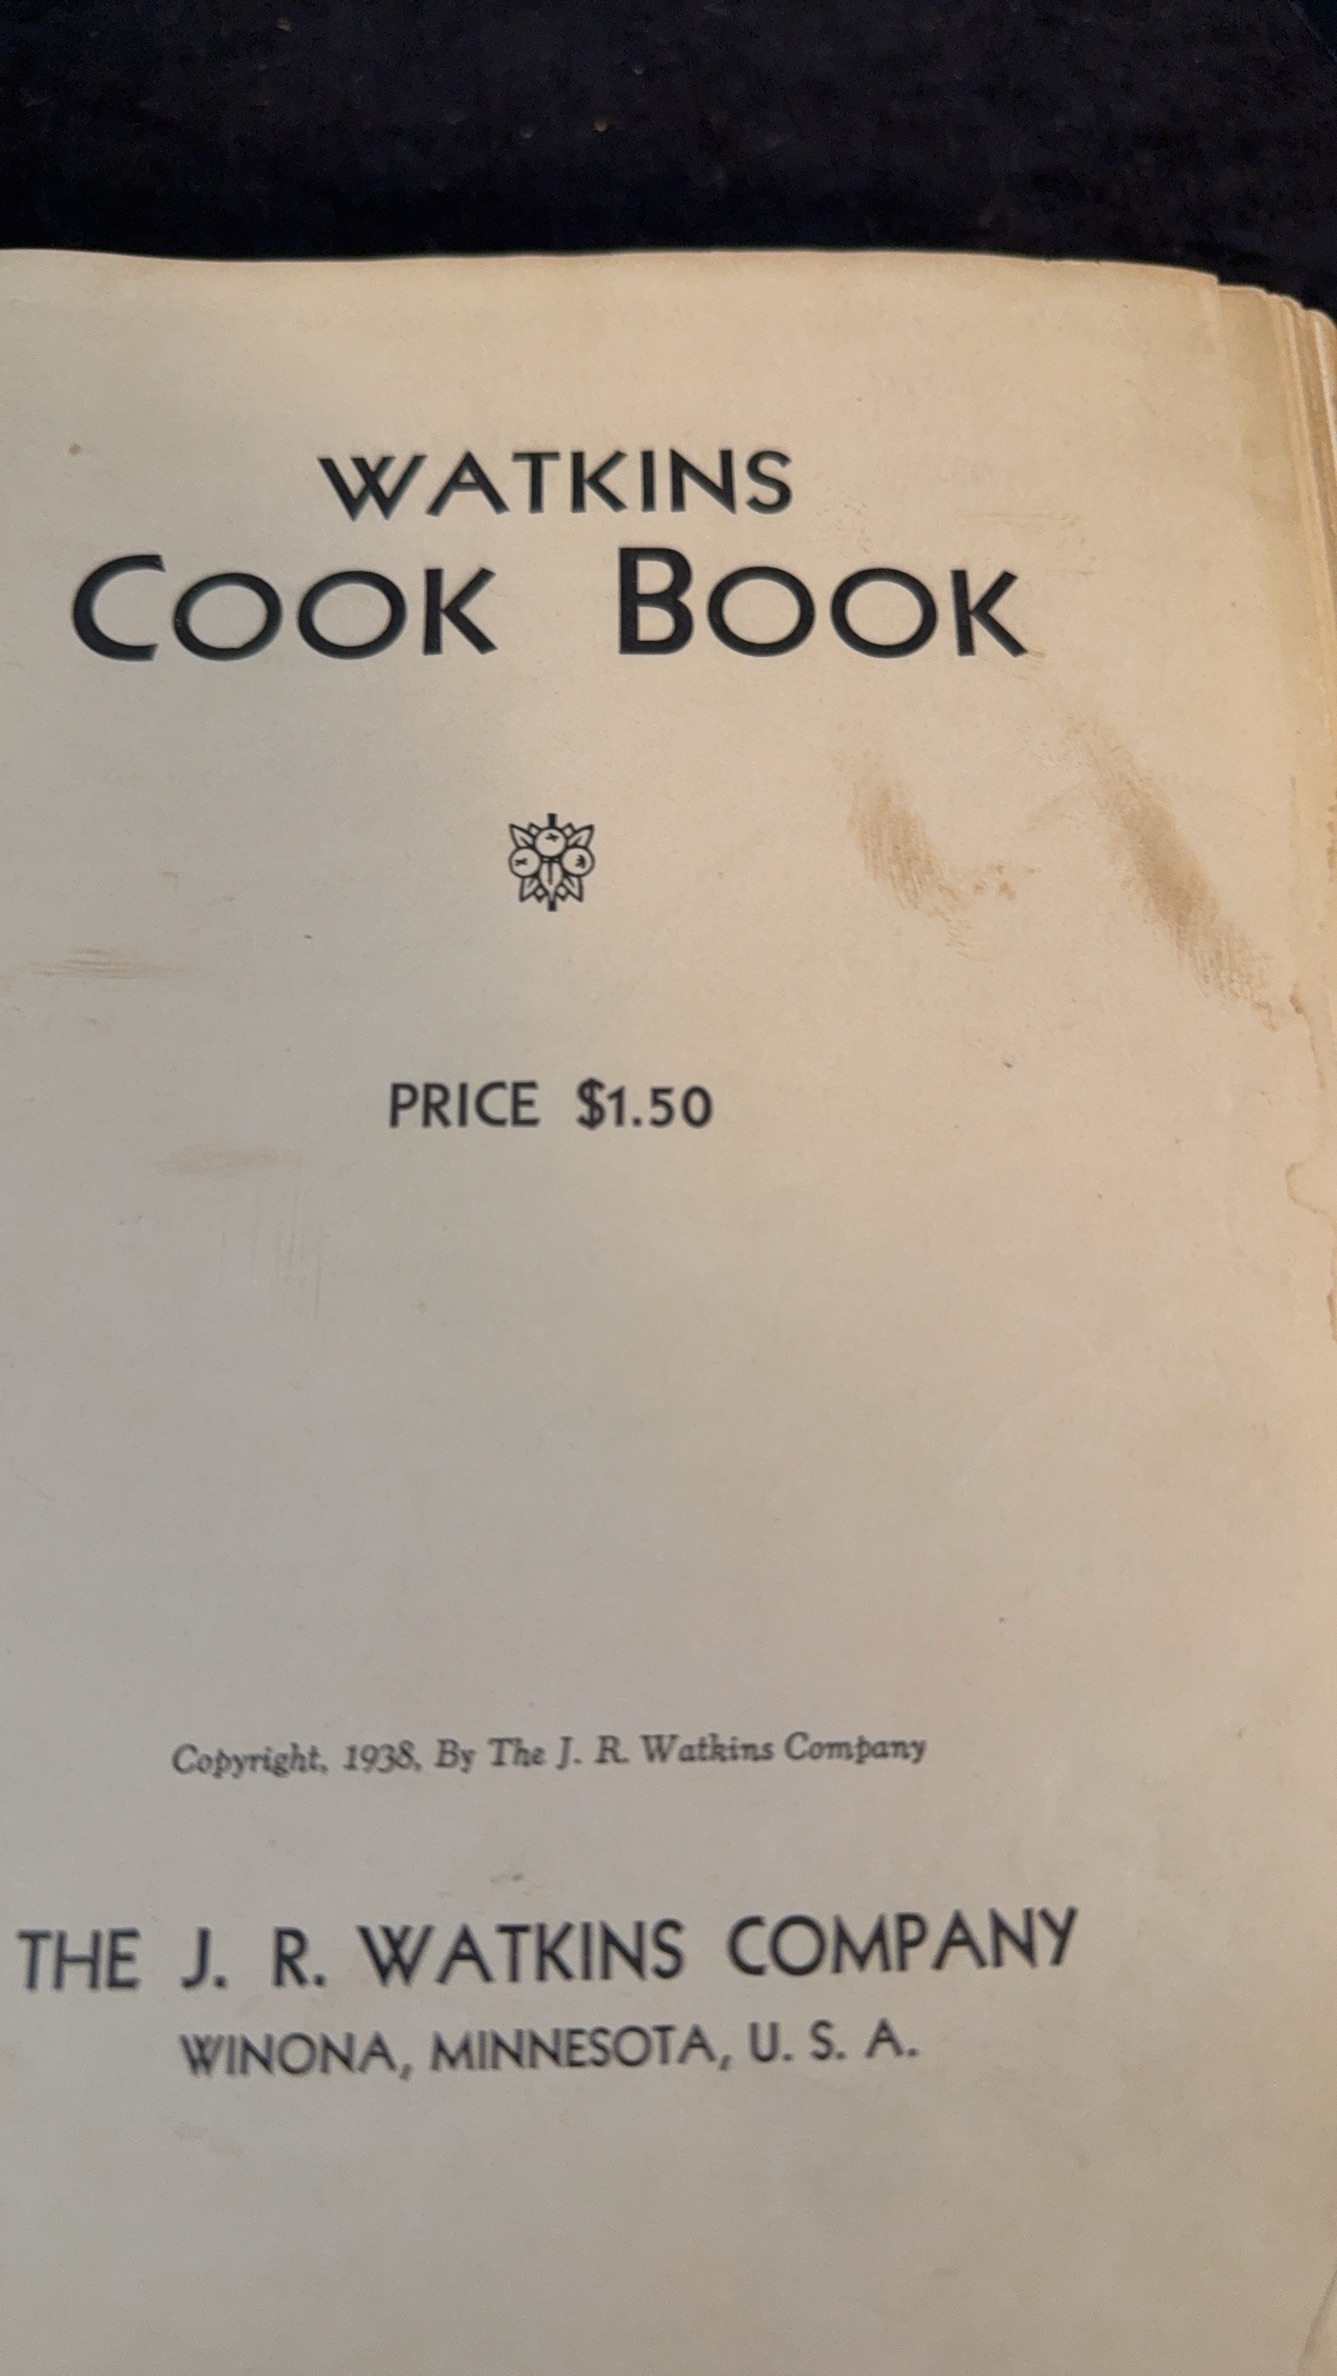 WATKINS
COOK BOOK
PRICE $1.50
Copyright, 1938, By The J. R. Watkins Company
THE J. R. WATKINS COMPANY
WINONA, MINNESOTA, U. S. A.